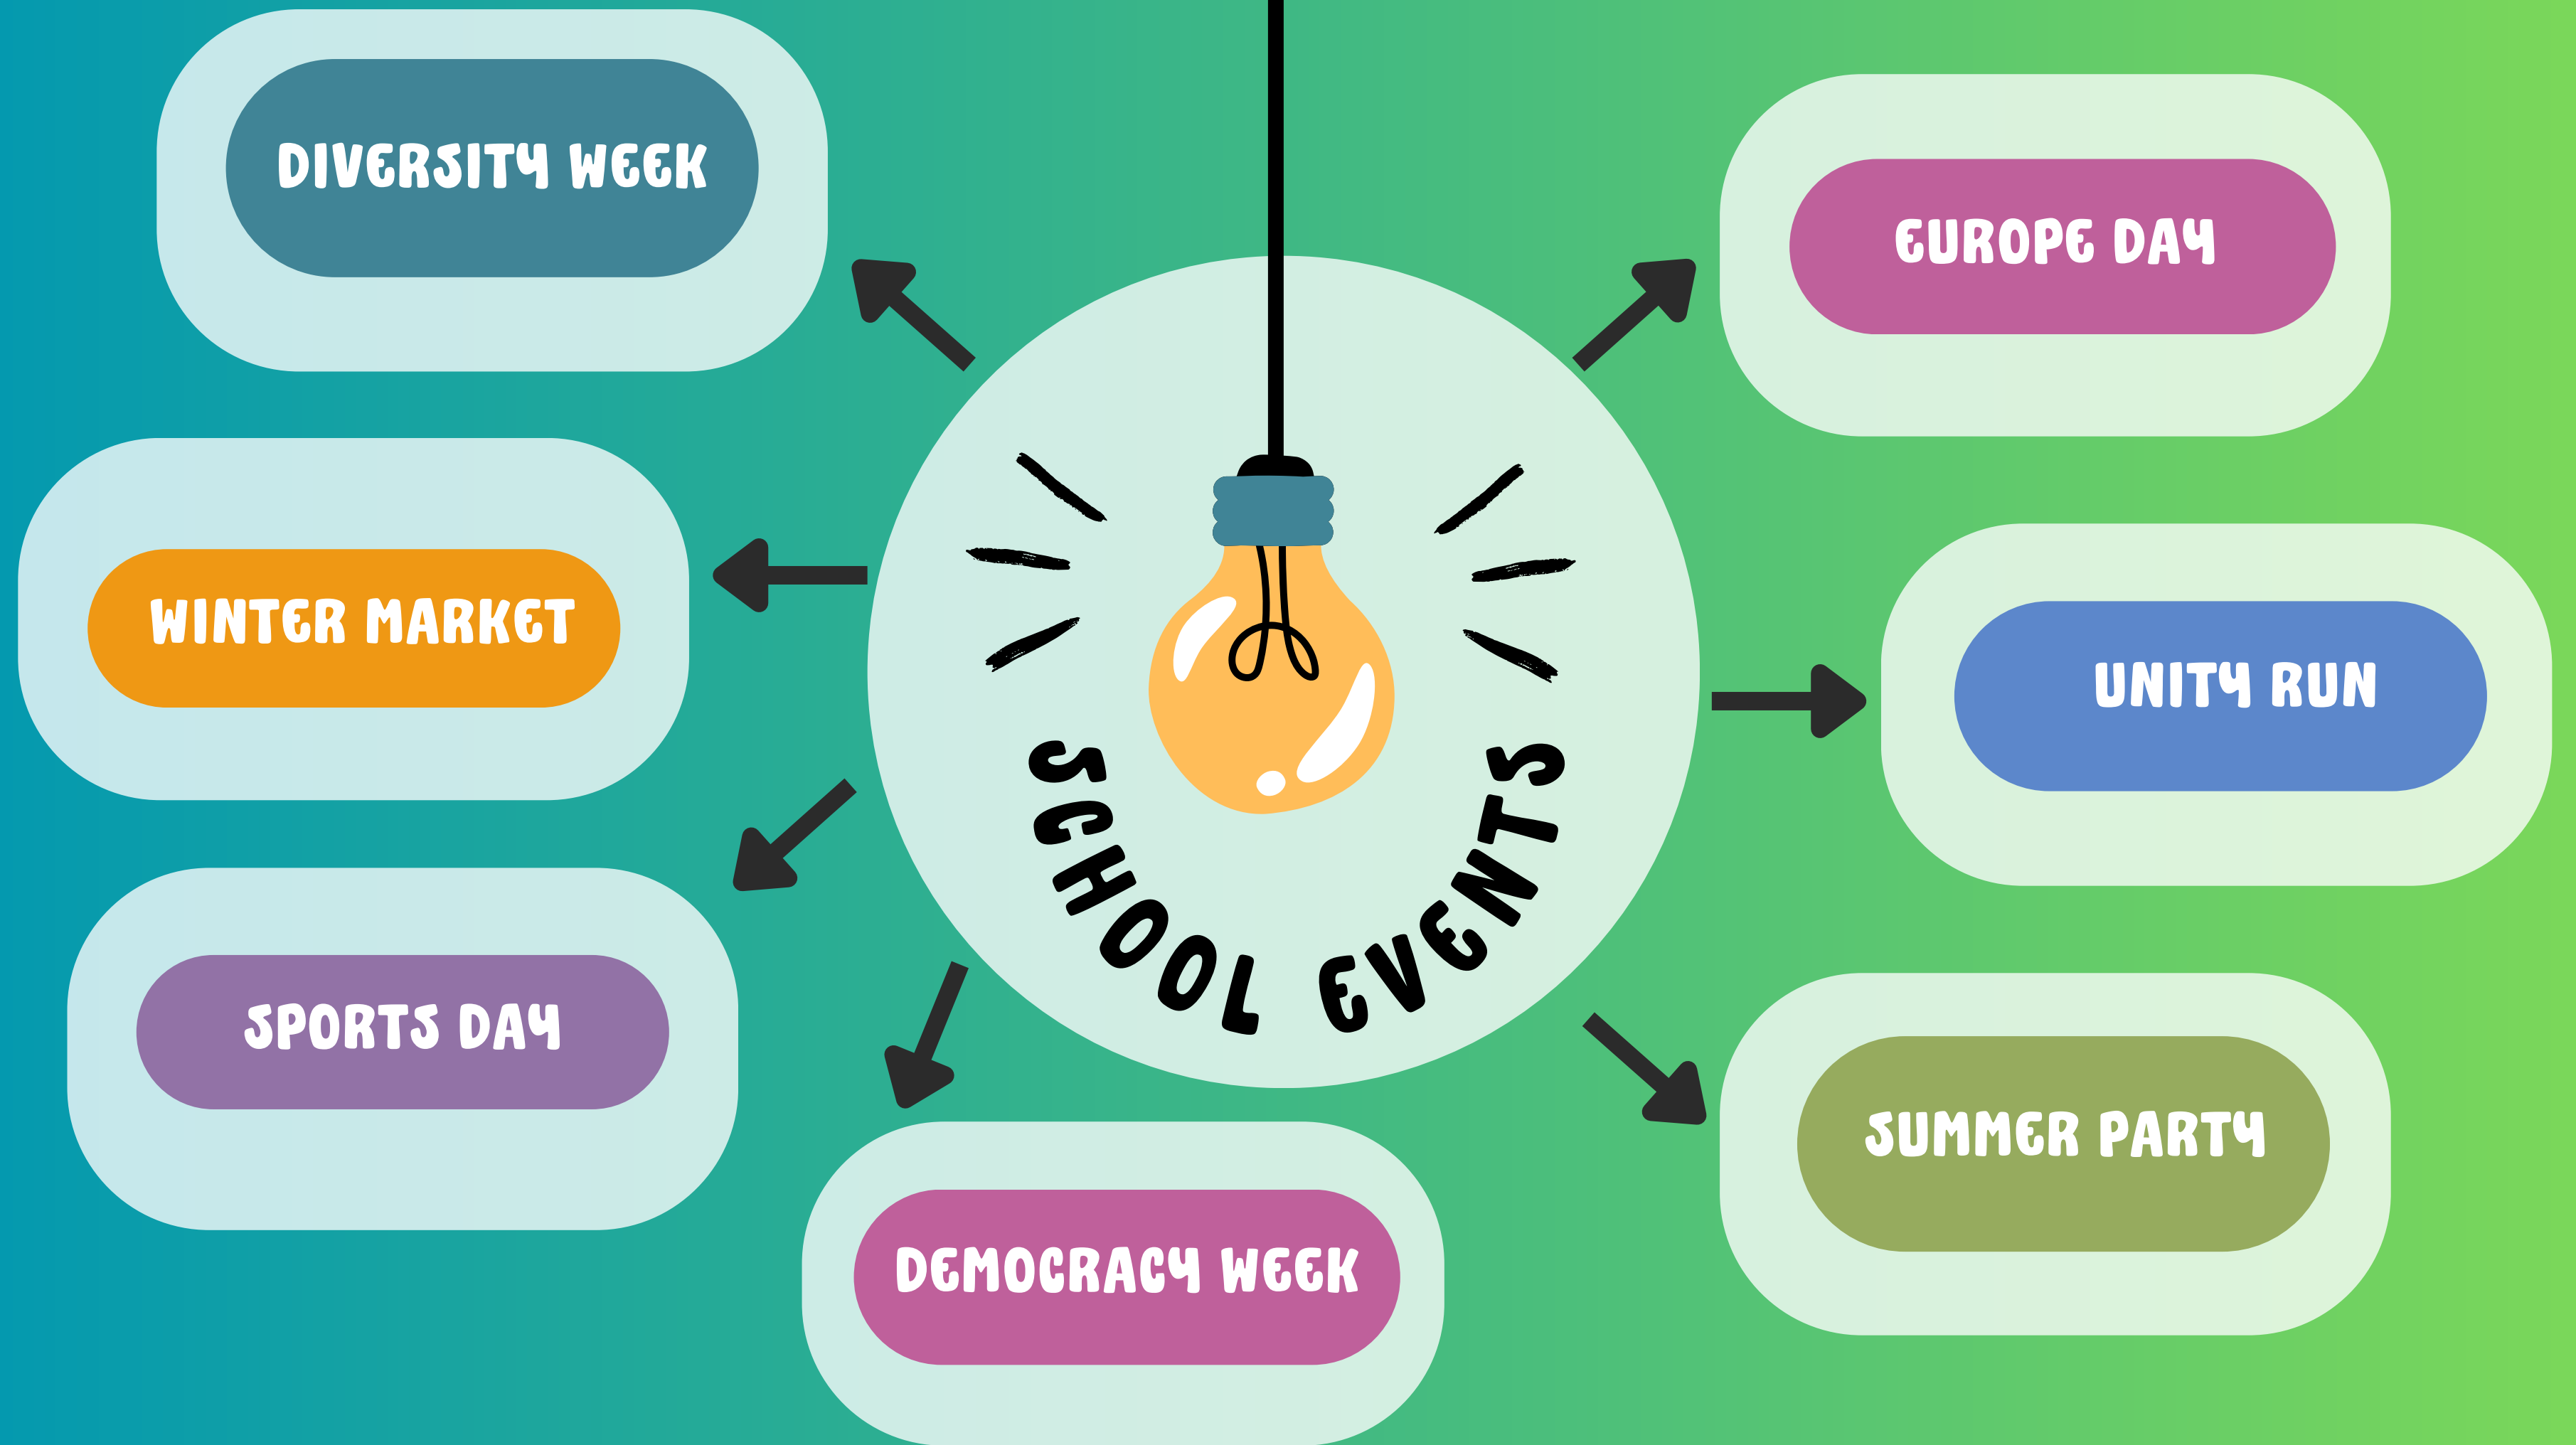 DIVERSITY WEEK
EUROPE DAY
WINTER MARKET
UNITY RUN
SCHOOL EVENTS
SPORTS DAY
SUMMER PARTY
DEMOCRACY WEEK